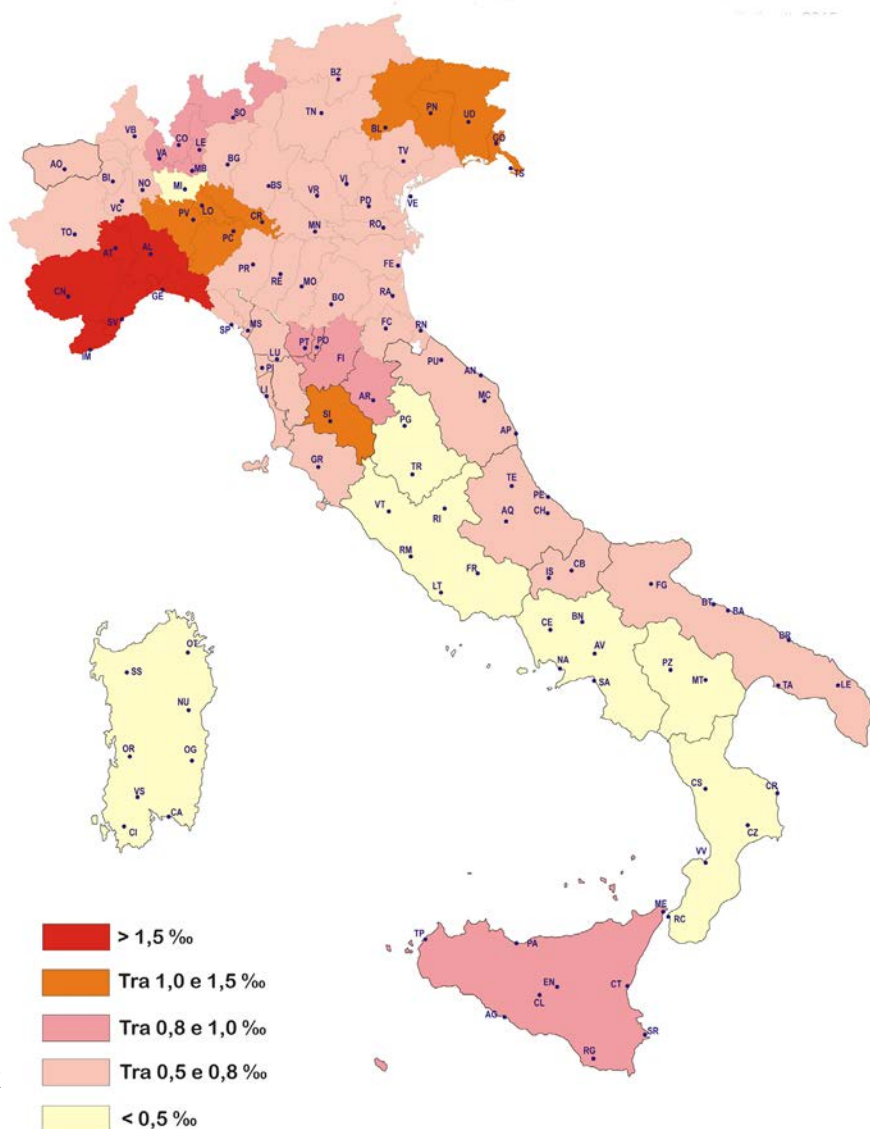 BZ
SO
TN
PN
UD
BL
GO
TS
VB
CO
LE
VA
BG
TV
AO
BI
NO
MB
MI
BS
VR
VI
VC
PD
VE
LO
PV
CR
TO
PC
MN
RO
AT
AL
PR
RE
MO
FE
CN
GE
BO
RA
SV
SP
MS
FC
RN
IM
LU
PT
PO
FI
PI
PU
AN
LI
AR
MC
SI
PG
AP
GR
TR
TE
VT
RI
PE
AQ
CH
RM
FR
IS
CB
LT
FG
BT
BA
CE
BN
BR
NA
AV
SA
PZ
MT
TA
LE
OT
SS
NU
OR
OG
VS
CA
CI
CS
CR
CZ
VV
ME
RC
TP
PA
EN
CL
CT
AG
SR
RG
> 1,5 ‰
Tra 1,0 e 1,5 ‰
Tra 0,8 e 1,0 ‰
Tra 0,5 e 0,8 ‰
< 0,5 ‰